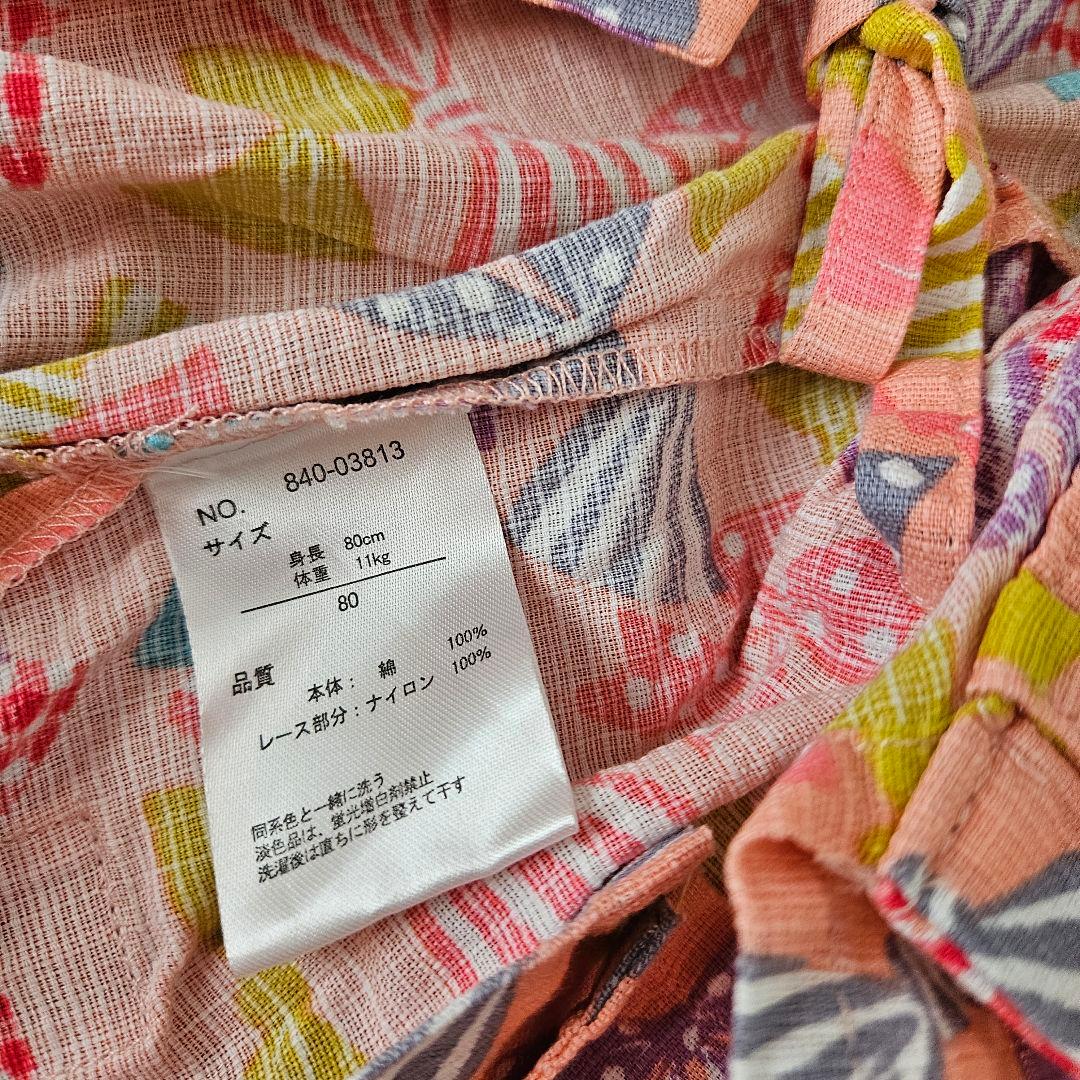 NO. 840-03813
サイズ
身長 80cm
体重 11kg
80
品質
本体: 綿 100%
レース部分:ナイロン 100%
同系色と一緒に洗う
淡色品は、蛍光増白剤禁止
洗濯後は直ちに形を整えて干す